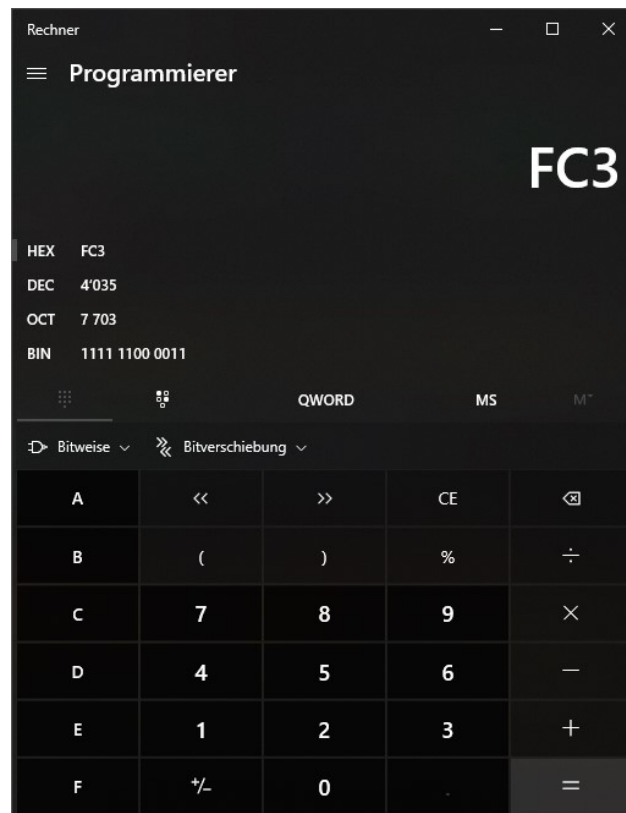 Rechner
Programmierer
FC3
HEX FC3
DEC 4'035
OCT 7 703
BIN 1111 1100 0011
QWORD MS M˅
Bitweise Bitverschiebung
A << >> CE
B ( ) % ÷
C 7 8 9 ×
D 4 5 6 −
E 1 2 3 +
F +/− 0 . =